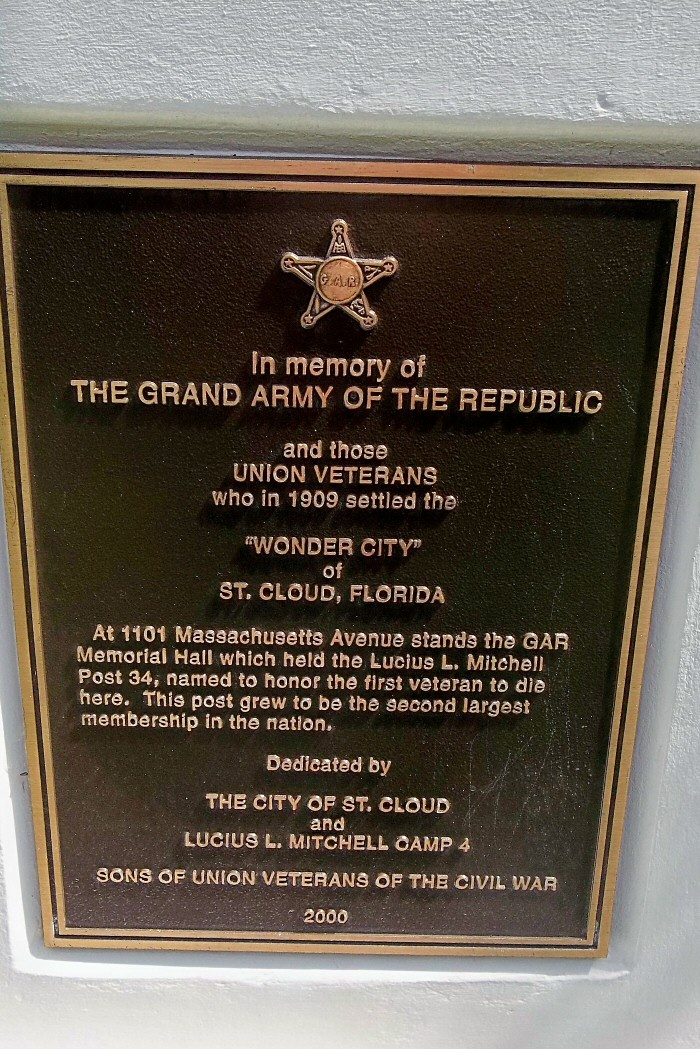 G.A.R.
In memory of
THE GRAND ARMY OF THE REPUBLIC
and those
UNION VETERANS
who in 1909 settled the
"WONDER CITY"
of
ST. CLOUD, FLORIDA
At 1101 Massachusetts Avenue stands the GAR
Memorial Hall which held the Lucius L. Mitchell
Post 34, named to honor the first veteran to die
here. This post grew to be the second largest
membership in the nation.
Dedicated by
THE CITY OF ST. CLOUD
and
LUCIUS L. MITCHELL CAMP 4
SONS OF UNION VETERANS OF THE CIVIL WAR
2000